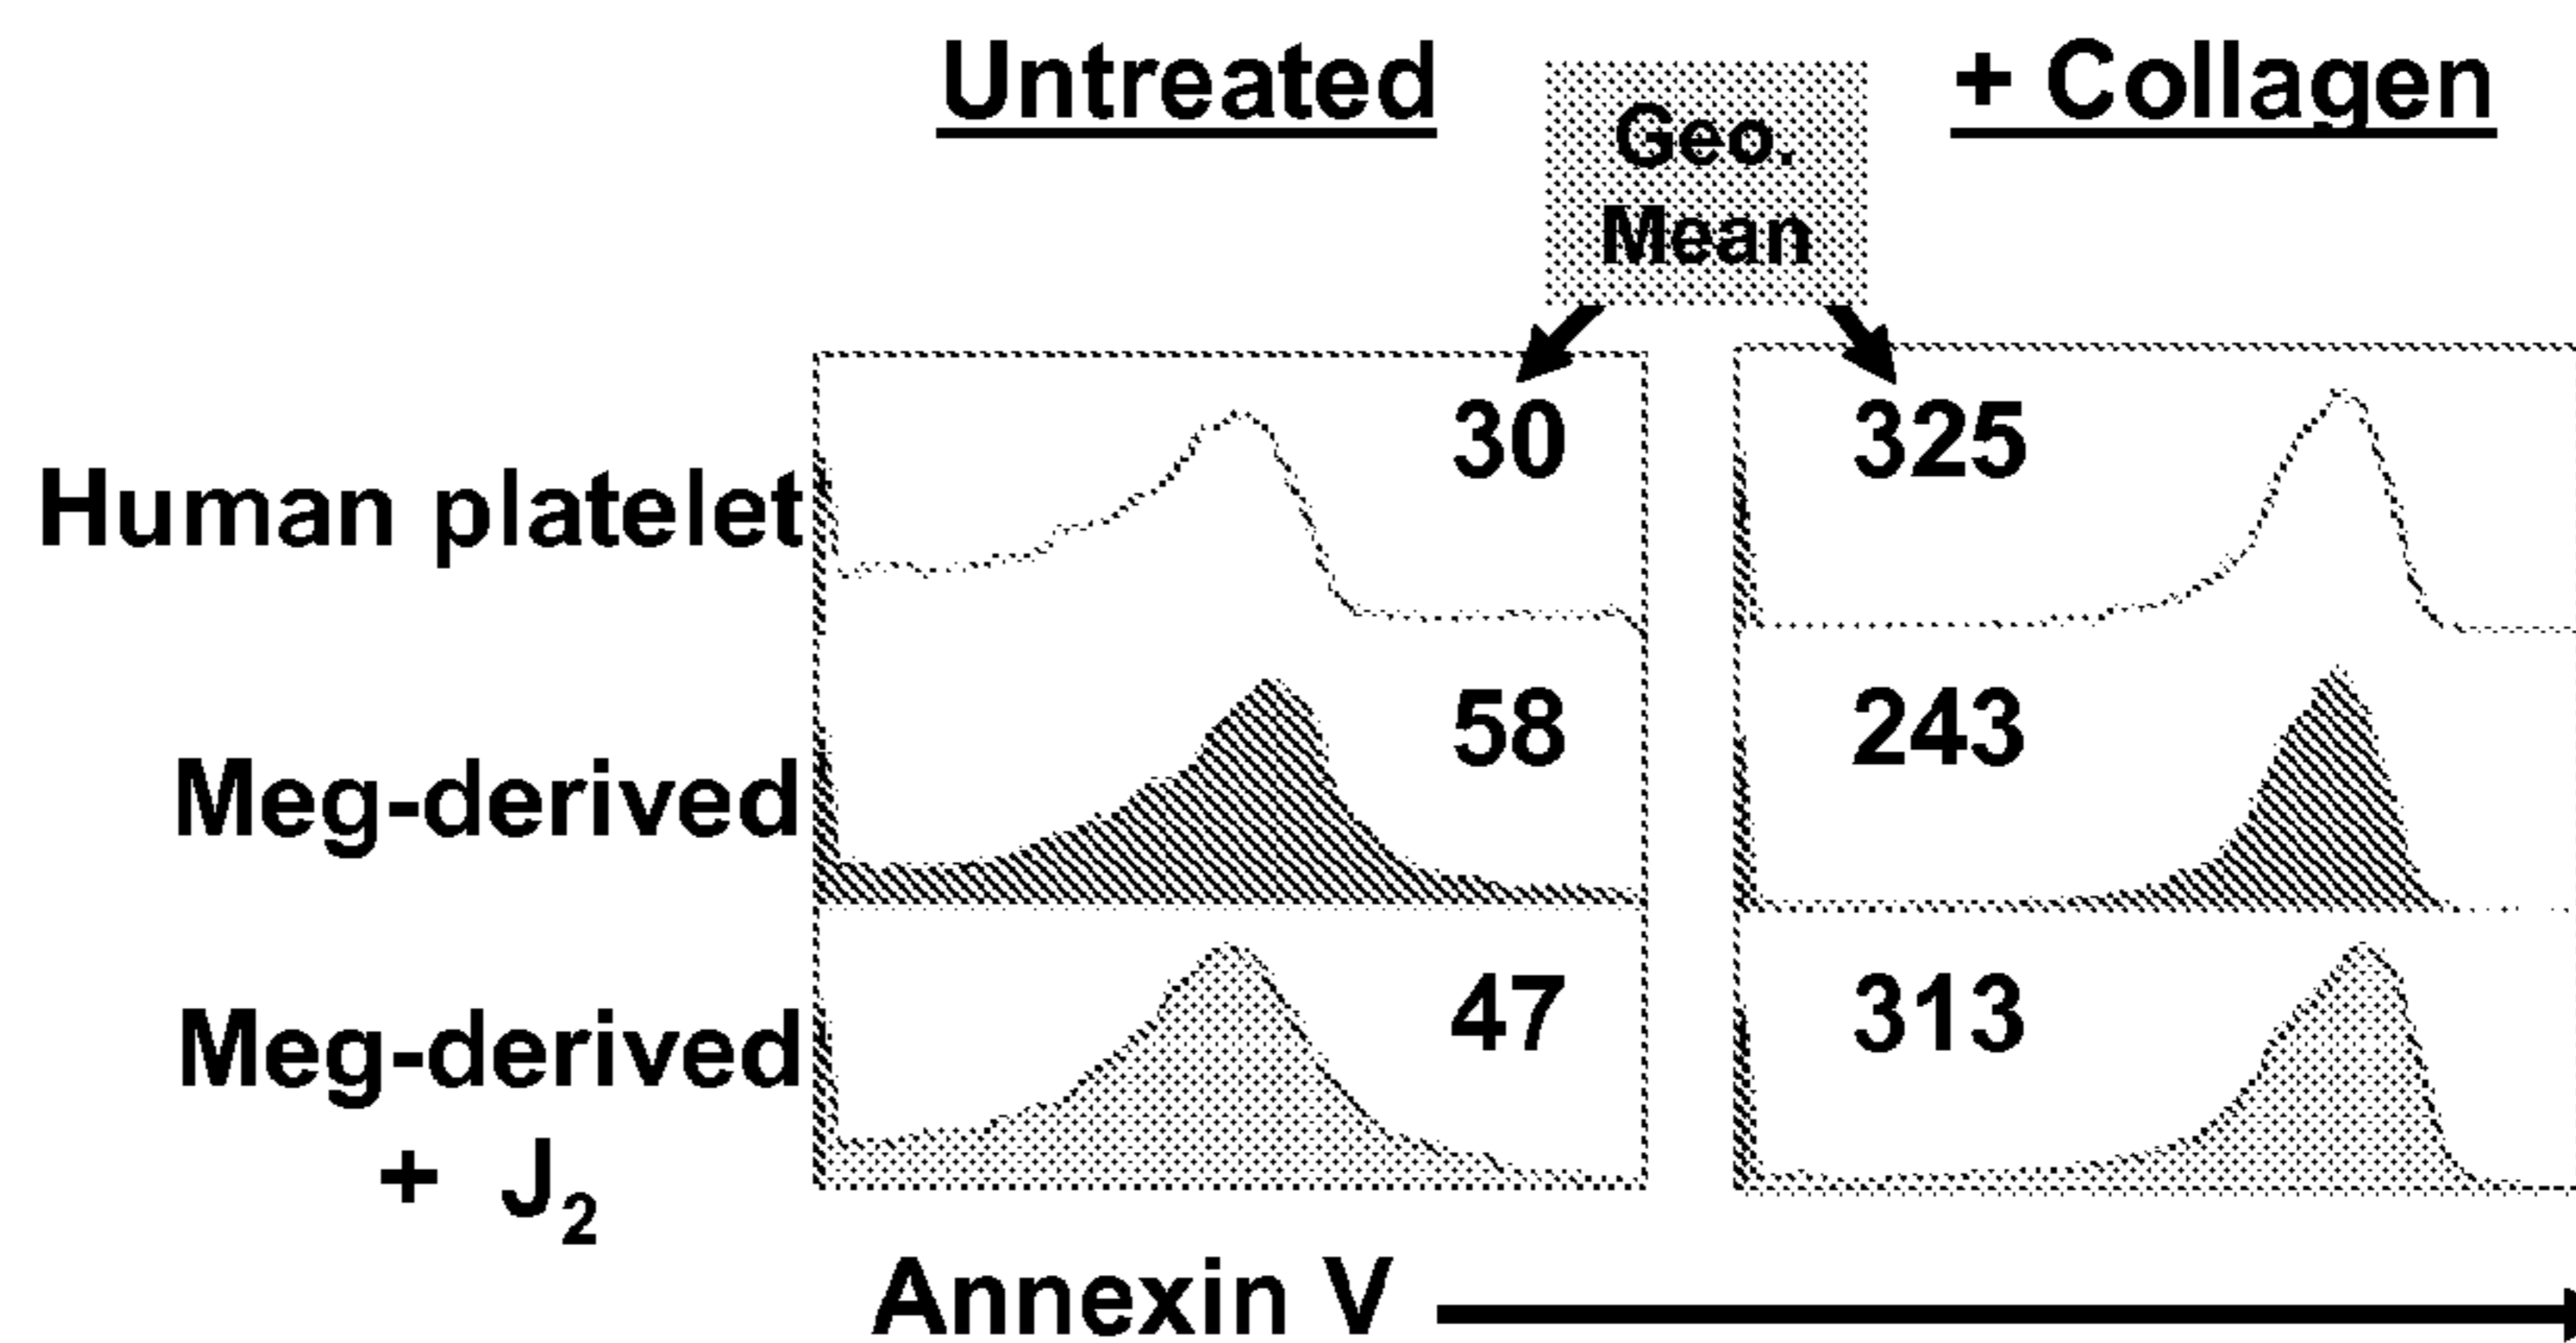 Untreated
Geo.
Mean
+ Collagen
Human platelet
30
325
Meg-derived
58
243
Meg-derived
+ J₂
47
313
Annexin V